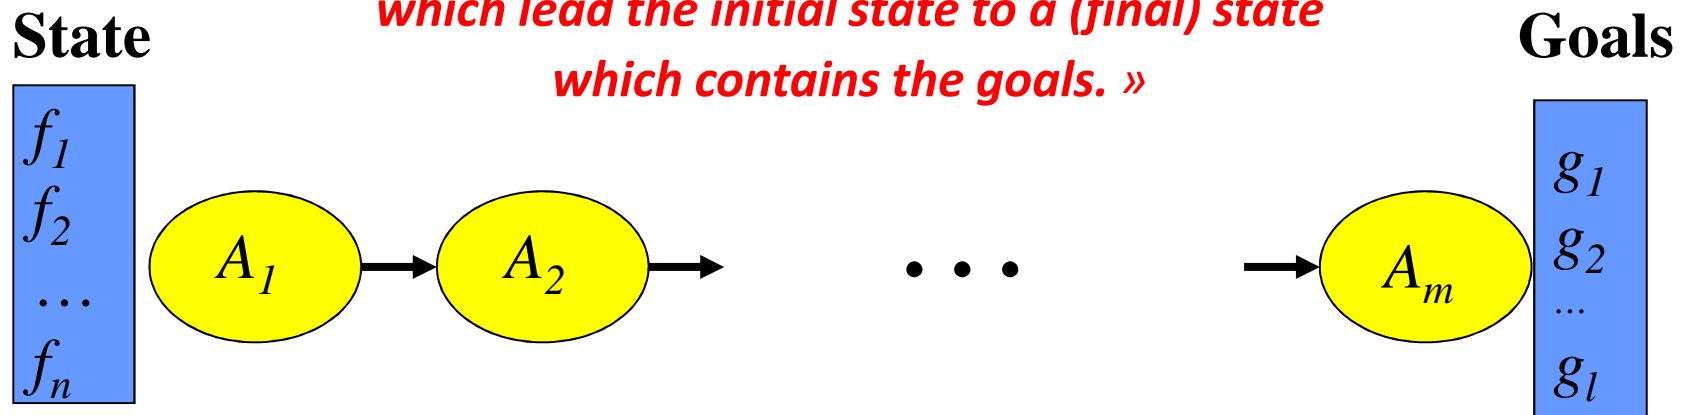 which lead the initial state to a (final) state
State
Goals
which contains the goals. »
f1
f2
...
fn
A1
A2
...
Am
g1
g2
...
gl